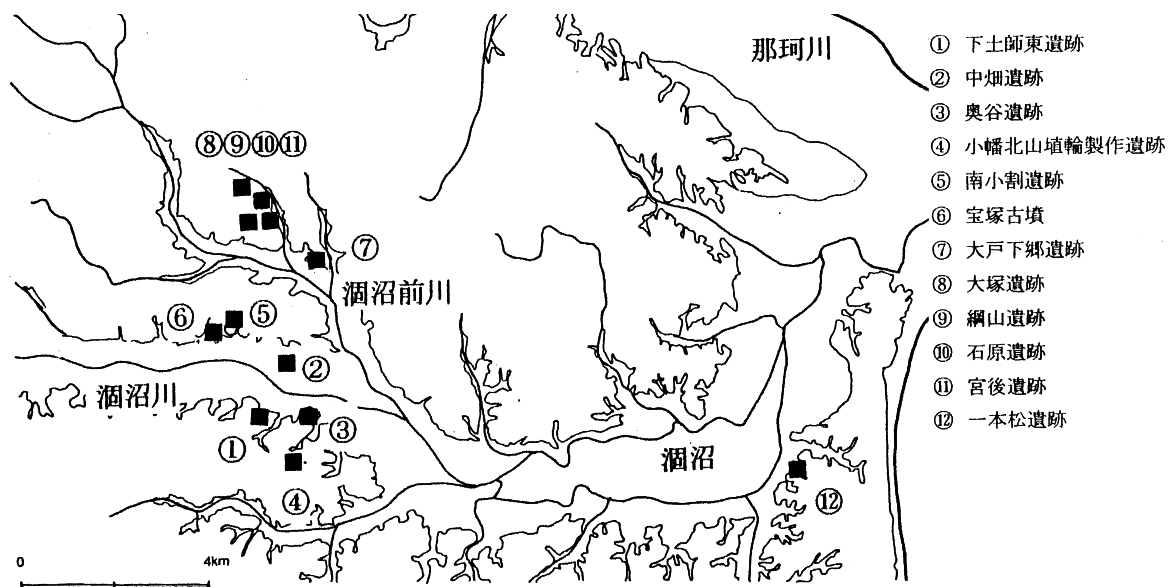 那珂川
① 下土師東遺跡
② 中畑遺跡
③ 奥谷遺跡
④ 小幡北山埴輪製作遺跡
⑤ 南小割遺跡
⑥ 宝塚古墳
⑦ 大戸下郷遺跡
⑧ 大塚遺跡
⑨ 綱山遺跡
⑩ 石原遺跡
⑪ 宮後遺跡
⑫ 一本松遺跡
⑧⑨⑩⑪
⑦
涸沼前川
⑥ ⑤
②
涸沼川
① ③
涸沼
④ ⑫
0 4km